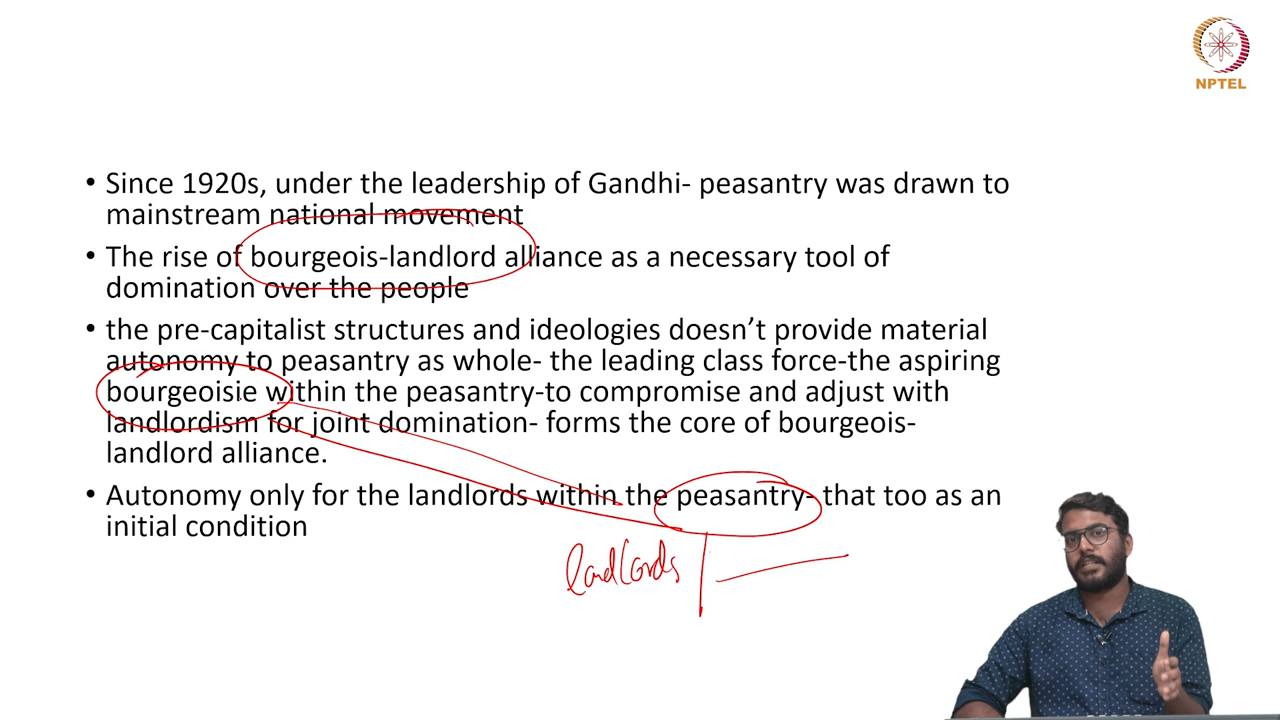 NPTEL
• Since 1920s, under the leadership of Gandhi- peasantry was drawn to
mainstream national movement
• The rise of bourgeois-landlord alliance as a necessary tool of
domination over the people
• the pre-capitalist structures and ideologies doesn’t provide material
autonomy to peasantry as whole- the leading class force-the aspiring
bourgeoisie within the peasantry-to compromise and adjust with
landlordism for joint domination- forms the core of bourgeois-
landlord alliance.
• Autonomy only for the landlords within the peasantry- that too as an
initial condition
landlords